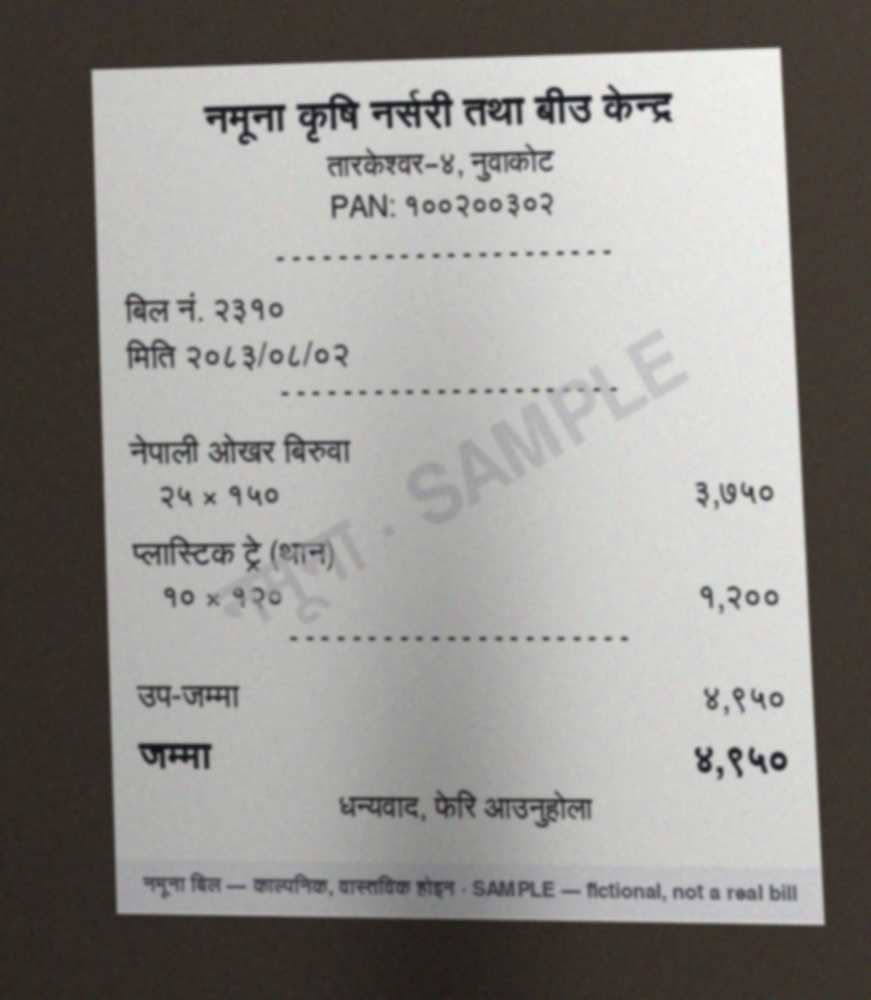 नमूना कृषि नर्सरी तथा बीउ केन्द्र
तारकेश्वर-४, नुवाकोट
PAN: १००२००३०२
बिल नं. २३१०
मिति २०८३/०८/०२
नेपाली ओखर बिरुवा
२५ × १५० ३,७५०
प्लास्टिक ट्रे (थान)
१० × १२० १,२००
उप-जम्मा ४,९५०
जम्मा ४,९५०
धन्यवाद, फेरि आउनुहोला
नमूना बिल — काल्पनिक, वास्तविक होइन · SAMPLE — fictional, not a real bill
नमूना · SAMPLE